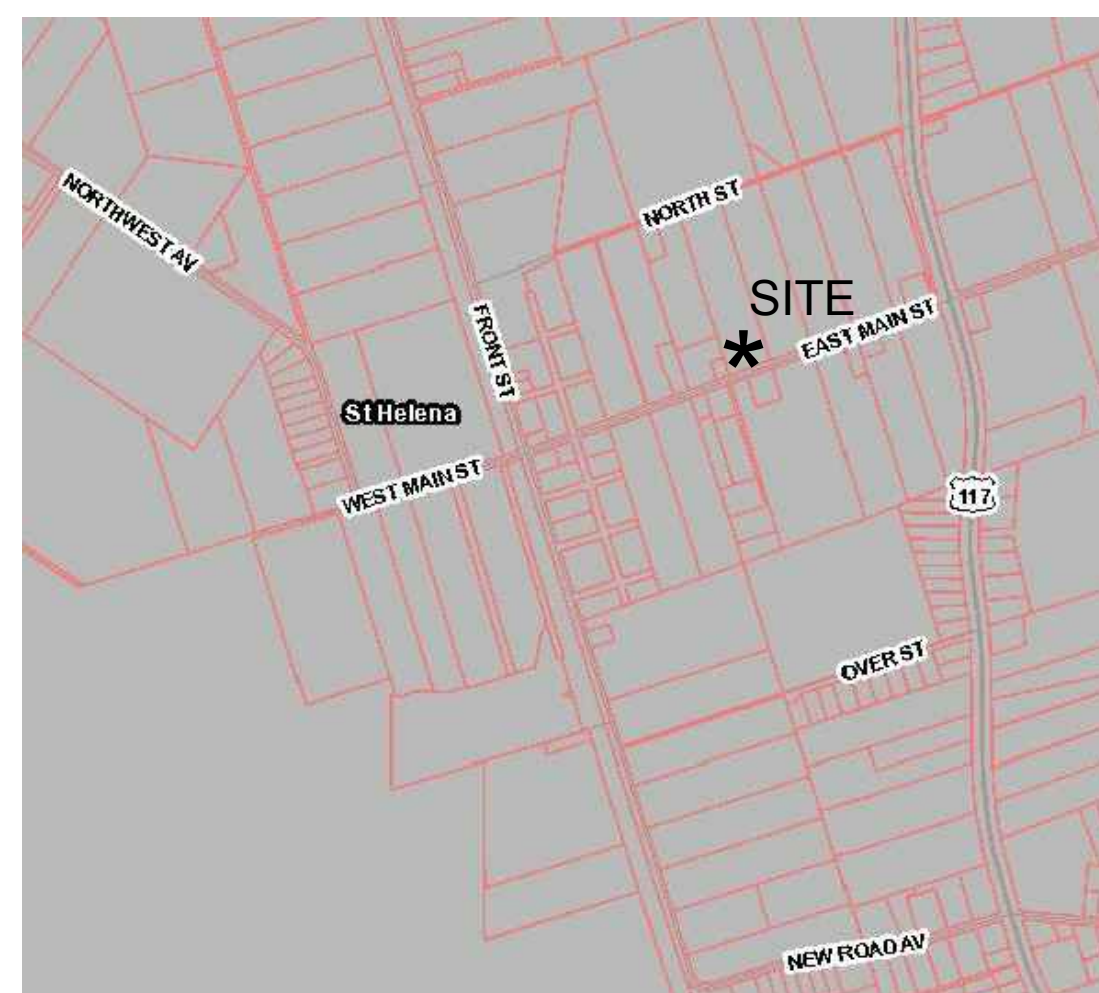 NORTHWEST AV
NORTH ST
SITE
*
FRONT ST
EAST MAIN ST
St Helena
WEST MAIN ST
117
OVER ST
NEW ROAD AV